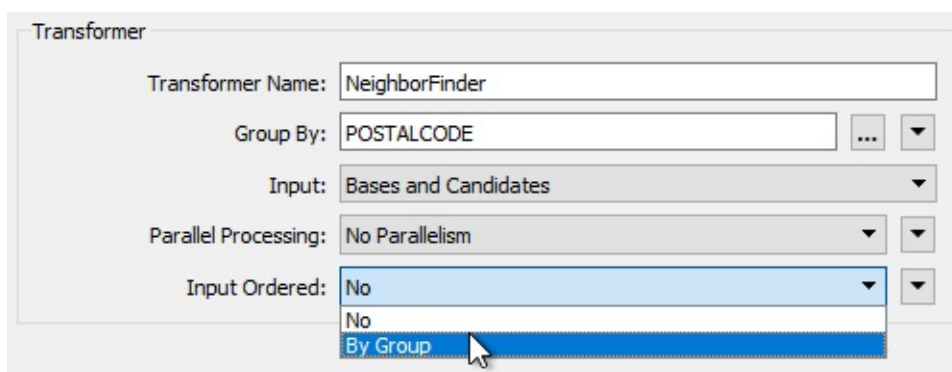 Transformer
Transformer Name: NeighborFinder
Group By: POSTALCODE ...
Input: Bases and Candidates
Parallel Processing: No Parallelism
Input Ordered: No
No
By Group